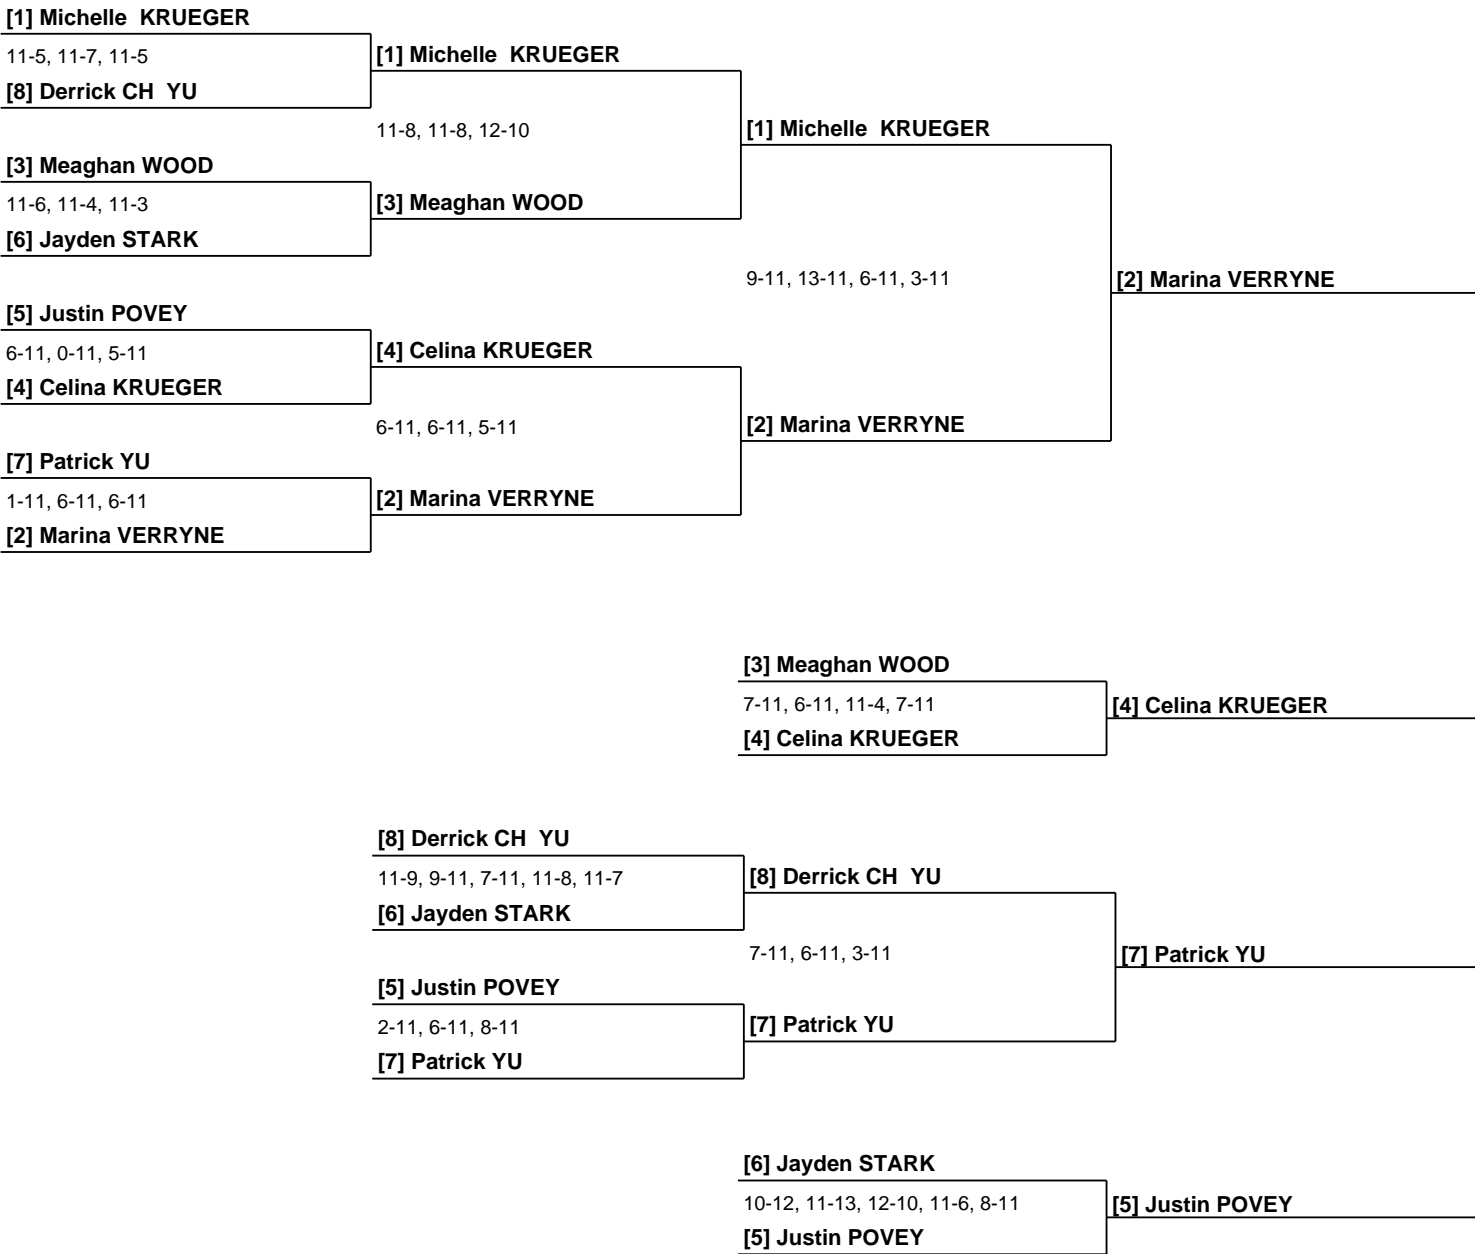 [1] Michelle  KRUEGER
11-5, 11-7, 11-5
[8] Derrick CH  YU
[1] Michelle  KRUEGER
11-8, 11-8, 12-10
[3] Meaghan WOOD
11-6, 11-4, 11-3
[6] Jayden STARK
[3] Meaghan WOOD
[1] Michelle  KRUEGER
9-11, 13-11, 6-11, 3-11
[2] Marina VERRYNE
[5] Justin POVEY
6-11, 0-11, 5-11
[4] Celina KRUEGER
[4] Celina KRUEGER
6-11, 6-11, 5-11
[2] Marina VERRYNE
[7] Patrick YU
1-11, 6-11, 6-11
[2] Marina VERRYNE
[2] Marina VERRYNE
[3] Meaghan WOOD
7-11, 6-11, 11-4, 7-11
[4] Celina KRUEGER
[4] Celina KRUEGER
[8] Derrick CH  YU
11-9, 9-11, 7-11, 11-8, 11-7
[6] Jayden STARK
[8] Derrick CH  YU
7-11, 6-11, 3-11
[7] Patrick YU
[5] Justin POVEY
2-11, 6-11, 8-11
[7] Patrick YU
[7] Patrick YU
[6] Jayden STARK
10-12, 11-13, 12-10, 11-6, 8-11
[5] Justin POVEY
[5] Justin POVEY